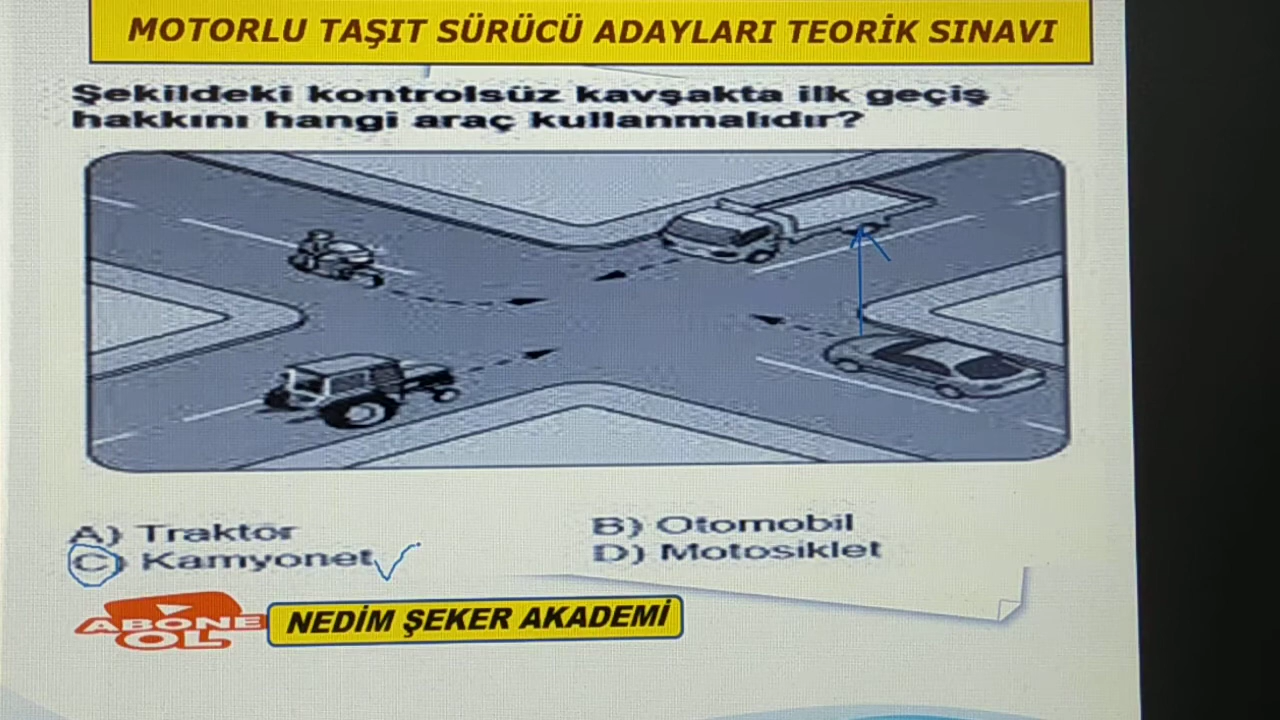 MOTORLU TAŞIT SÜRÜCÜ ADAYLARI TEORİK SINAVI
Şekildeki kontrolsüz kavşakta ilk geçiş
hakkını hangi araç kullanmalıdır?
A) Traktör
B) Otomobil
C) Kamyonet
D) Motosiklet
ABONE
OL
NEDİM ŞEKER AKADEMİ